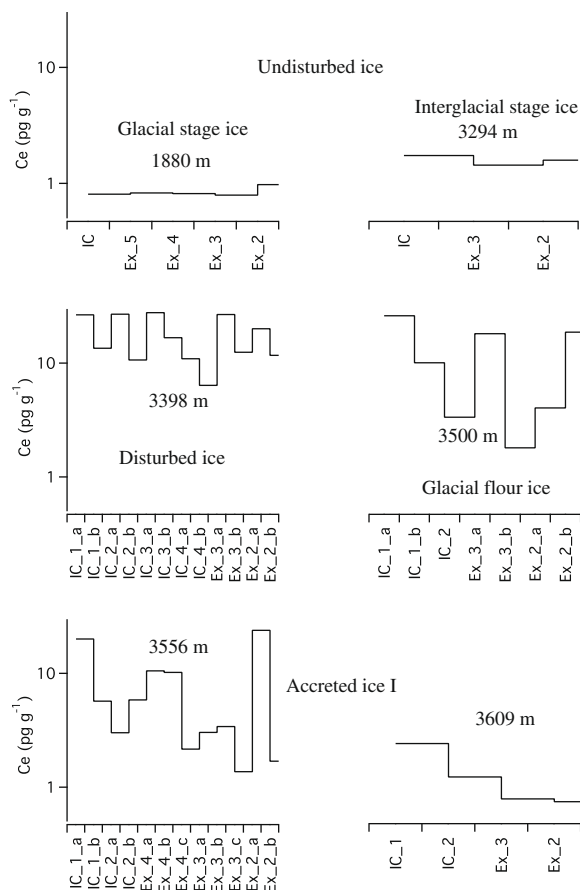 Undisturbed ice
Ce (pg g⁻¹)
10
1
Glacial stage ice
1880 m
IC
Ex_5
Ex_4
Ex_3
Ex_2
Interglacial stage ice
3294 m
IC
Ex_3
Ex_2
Ce (pg g⁻¹)
10
1
3398 m
Disturbed ice
IC_1_a
IC_1_b
IC_2_a
IC_2_b
IC_3_a
IC_3_b
IC_4_a
IC_4_b
Ex_3_a
Ex_3_b
Ex_2_a
Ex_2_b
3500 m
Glacial flour ice
IC_1_a
IC_1_b
IC_2
Ex_3_a
Ex_3_b
Ex_2_a
Ex_2_b
Ce (pg g⁻¹)
10
1
3556 m
Accreted ice I
IC_1_a
IC_1_b
IC_2_a
IC_2_b
Ex_4_a
Ex_4_b
Ex_4_c
Ex_3_a
Ex_3_b
Ex_3_c
Ex_2_a
Ex_2_b
3609 m
IC_1
IC_2
Ex_3
Ex_2